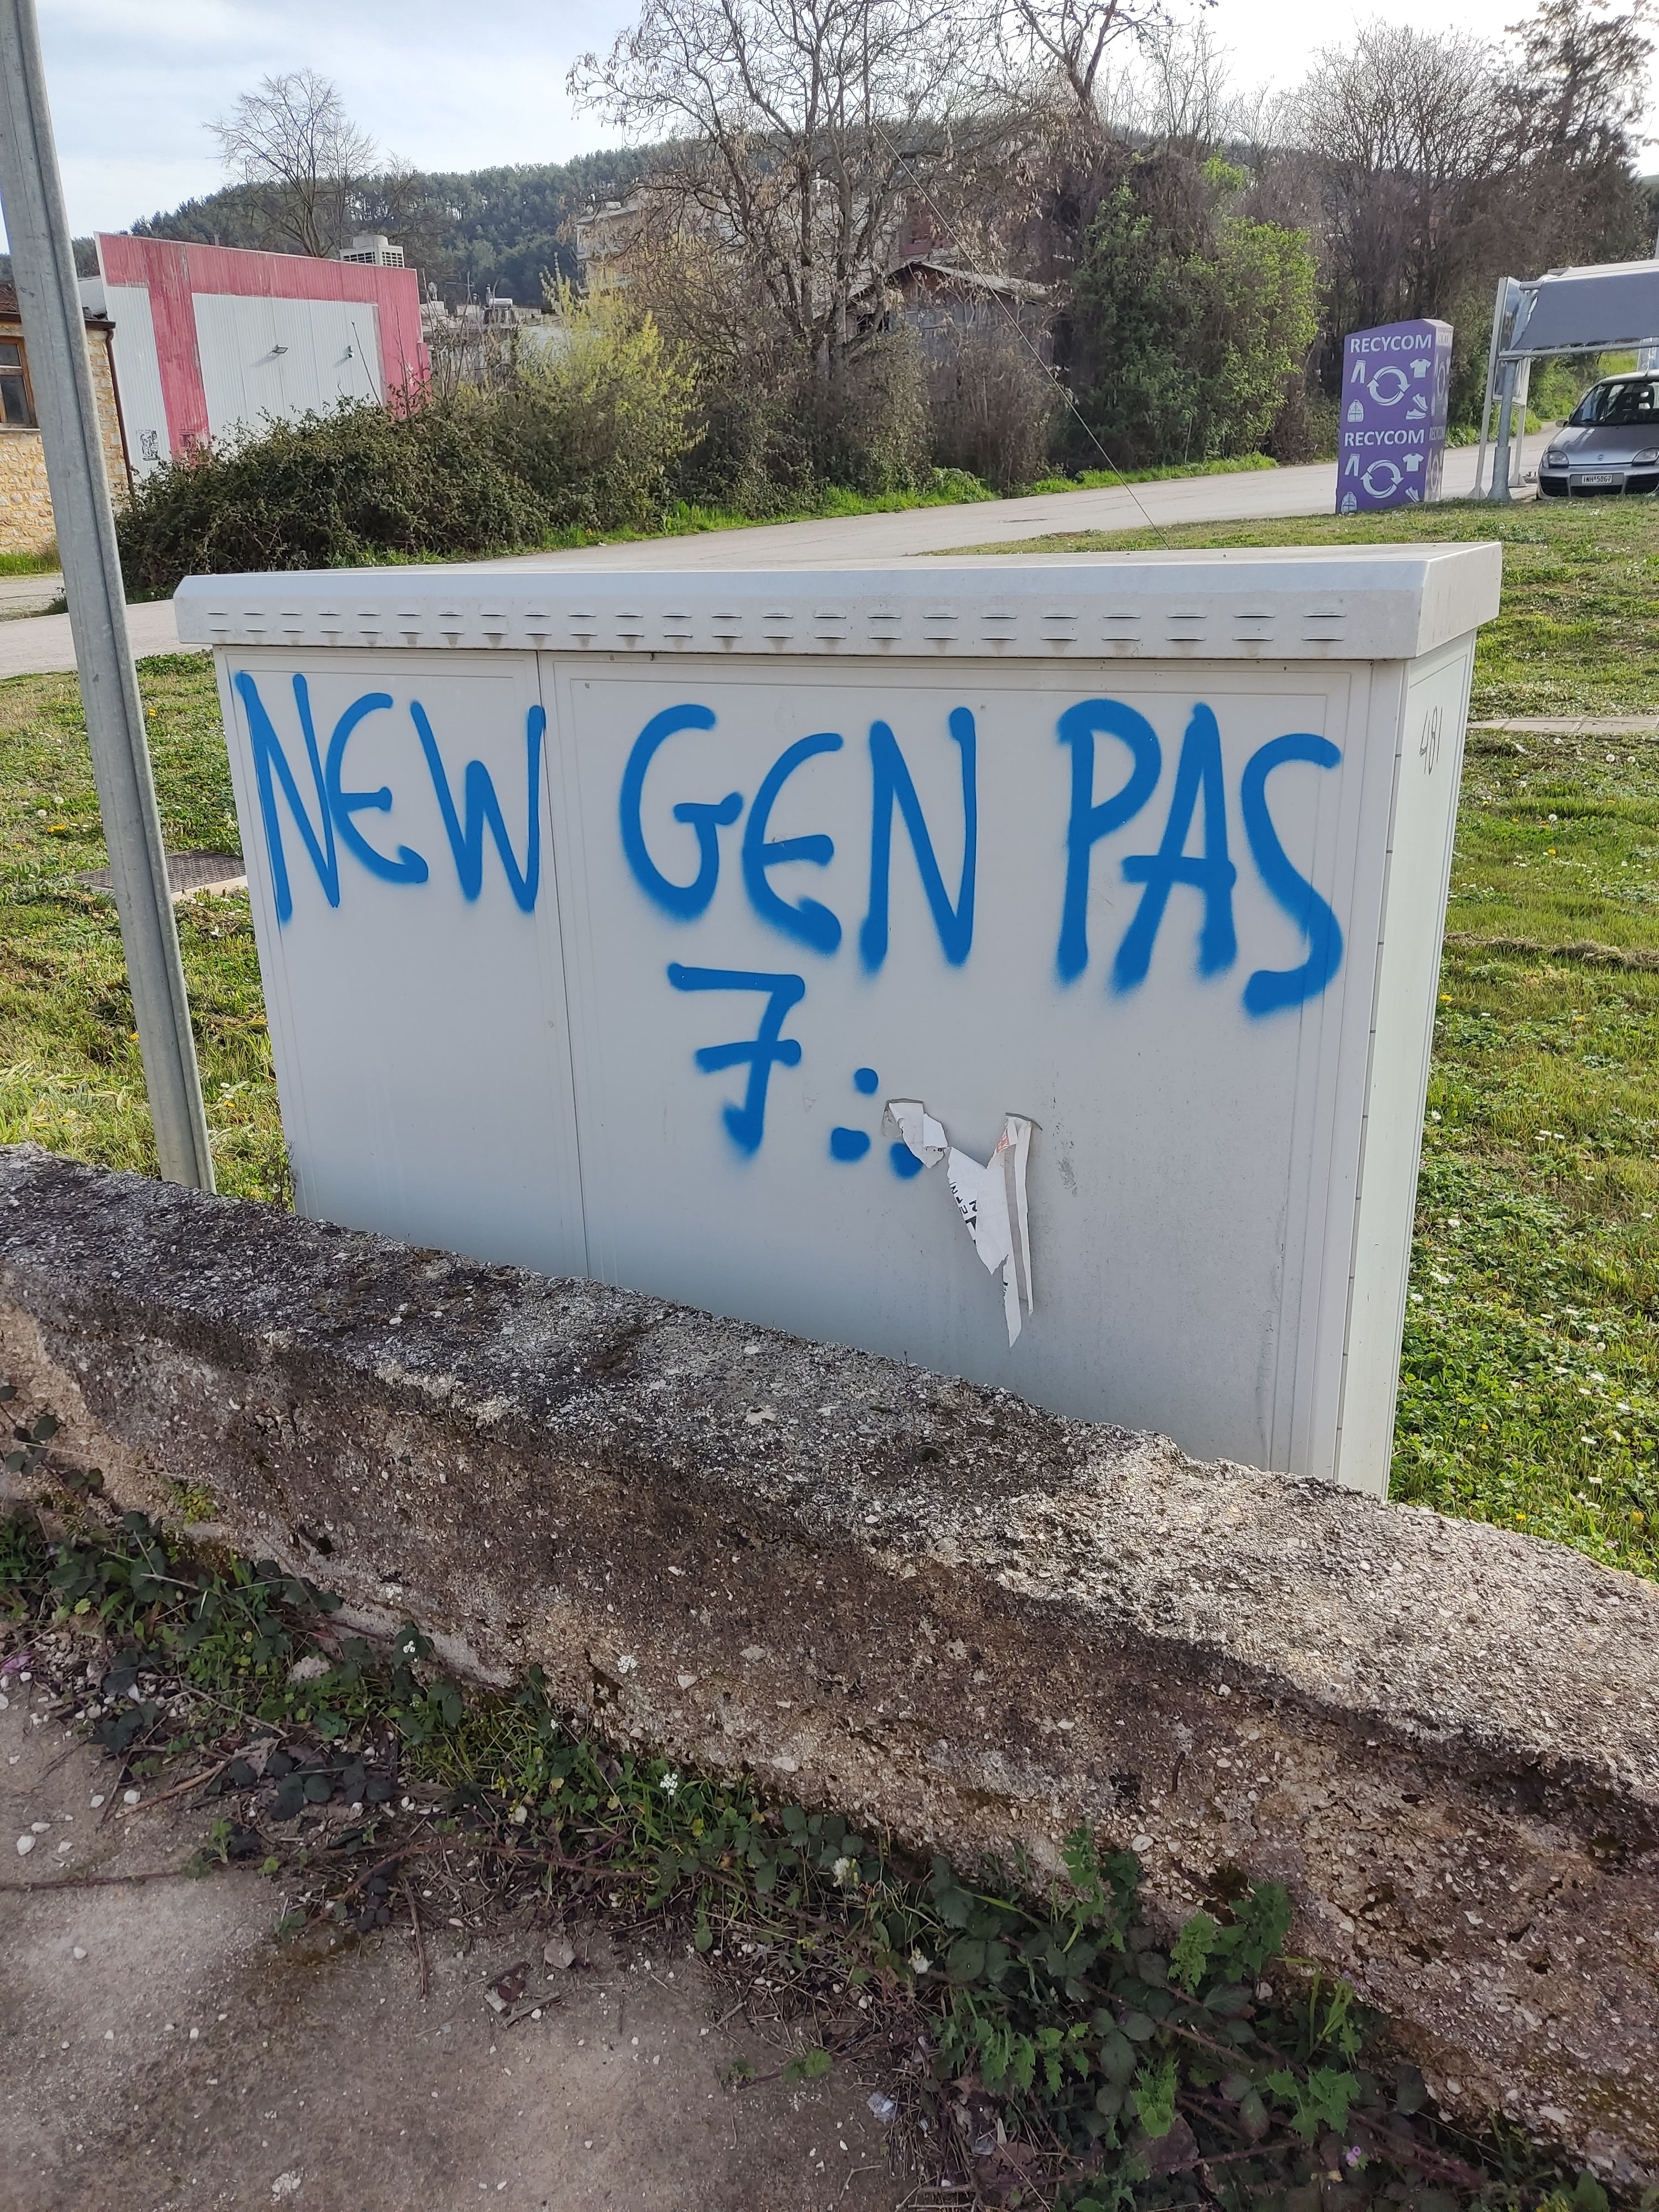 RECYCOM
RECYCOM
NEW GEN PAS
7
481